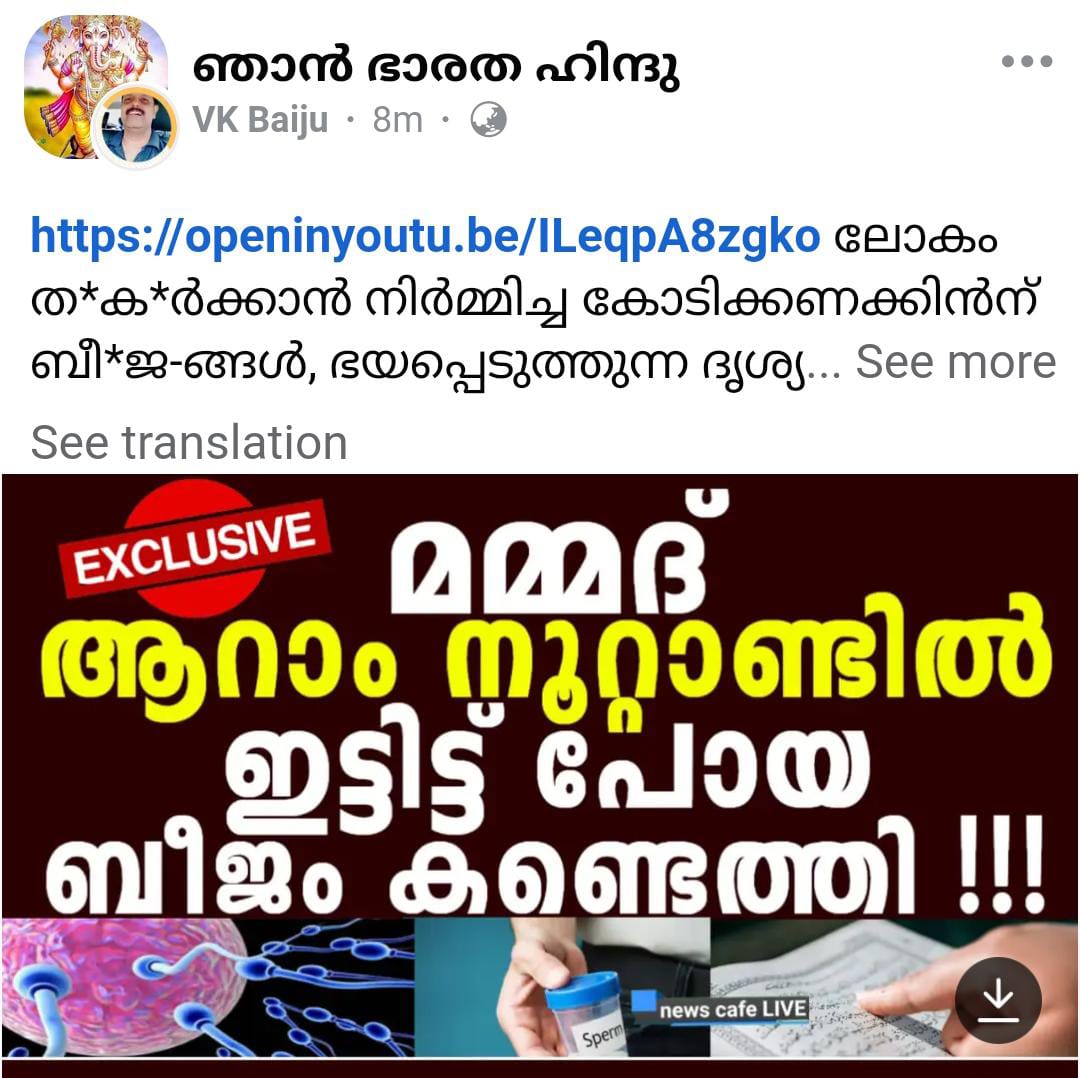 ഞാൻ ഭാരത ഹിന്ദു
VK Baiju · 8m ·
https://openinyoutu.be/ILeqpA8zgko ലോകം
ത*ക*ർക്കാൻ നിർമ്മിച്ച കോടിക്കണക്കിൻന്
ബീ*ജ-ങ്ങൾ, ഭയപ്പെടുത്തുന്ന ദൃശ്യ... See more
See translation
EXCLUSIVE
മമ്മദ്
ആറാം നൂറ്റാണ്ടിൽ
ഇട്ടിട്ട് പോയ
ബീജം കണ്ടെത്തി !!!
Sperm
news cafe LIVE